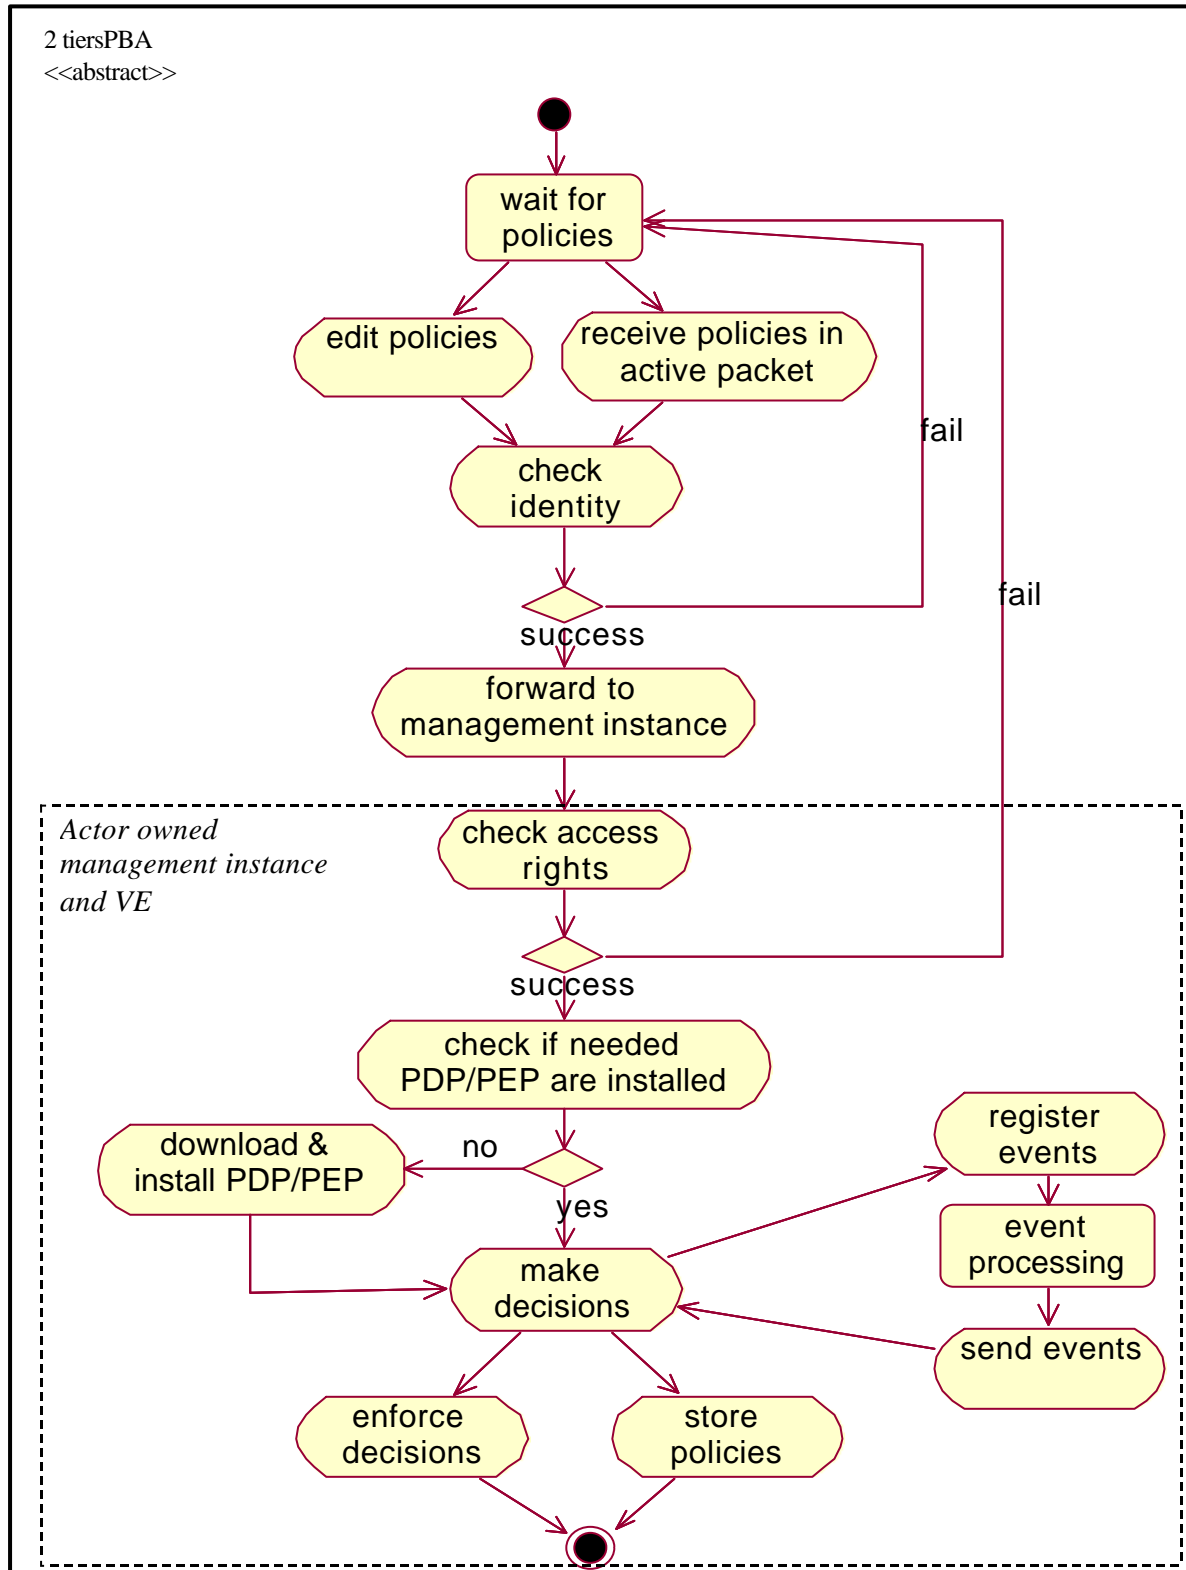 2 tiersPBA
<<abstract>>
wait for
policies
edit policies
receive policies in
active packet
fail
check
identity
fail
success
forward to
management instance
Actor owned
management instance
and VE
check access
rights
success
check if needed
PDP/PEP are installed
download &
install PDP/PEP
no
yes
register
events
event
processing
make
decisions
send events
enforce
decisions
store
policies